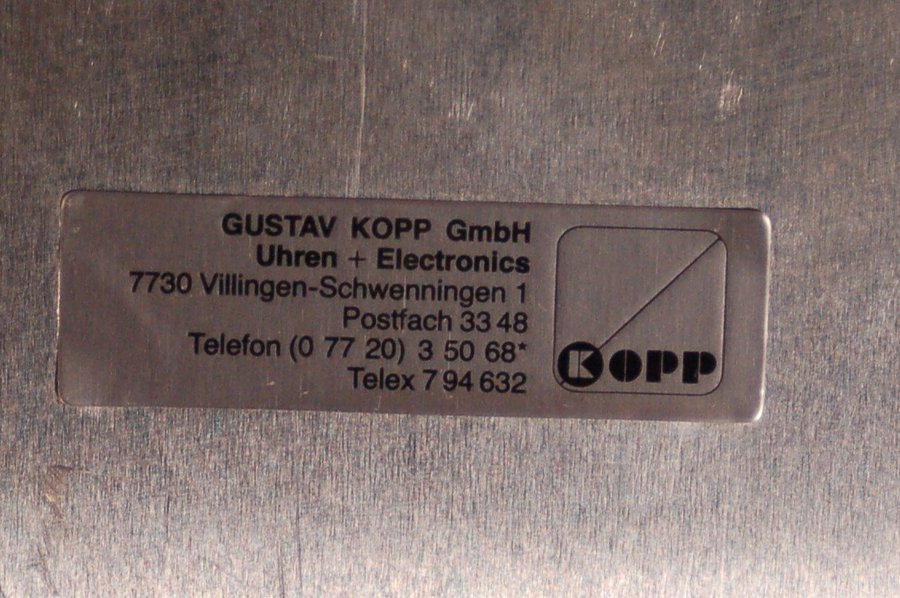 GUSTAV KOPP GmbH
Uhren + Electronics
7730 Villingen-Schwenningen 1
Postfach 33 48
Telefon (0 77 20) 3 50 68*
Telex 7 94 632
KOPP